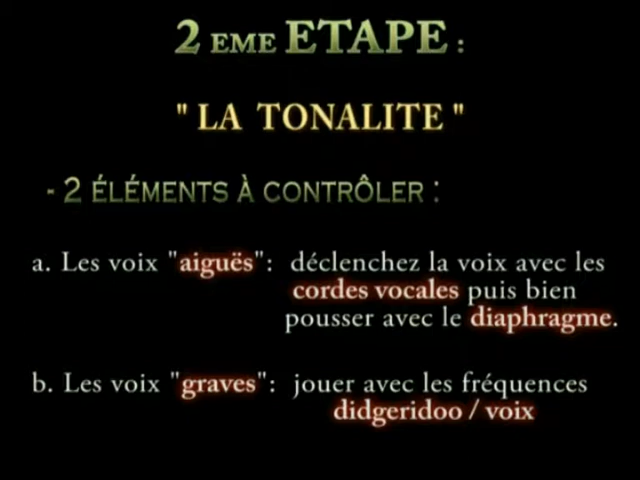 2 EME ETAPE :
" LA TONALITE "
- 2 ÉLÉMENTS À CONTRÔLER :
a. Les voix "aiguës": déclenchez la voix avec les
cordes vocales puis bien
pousser avec le diaphragme.
b. Les voix "graves": jouer avec les fréquences
didgeridoo / voix